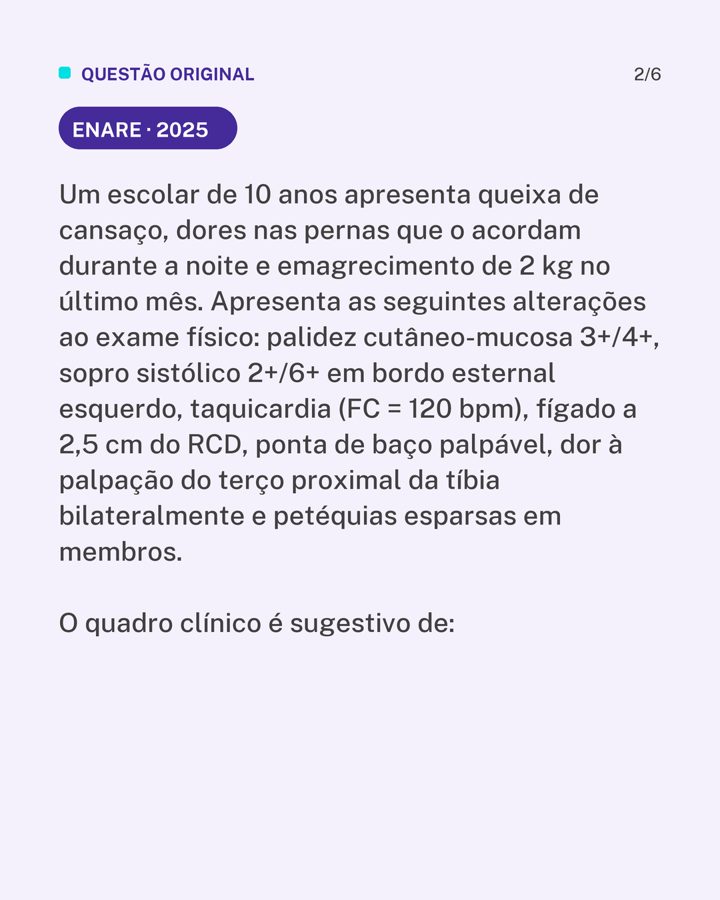 QUESTÃO ORIGINAL
2/6
ENARE · 2025
Um escolar de 10 anos apresenta queixa de
cansaço, dores nas pernas que o acordam
durante a noite e emagrecimento de 2 kg no
último mês. Apresenta as seguintes alterações
ao exame físico: palidez cutâneo-mucosa 3+/4+,
sopro sistólico 2+/6+ em bordo esternal
esquerdo, taquicardia (FC = 120 bpm), fígado a
2,5 cm do RCD, ponta de baço palpável, dor à
palpação do terço proximal da tíbia
bilateralmente e petéquias esparsas em
membros.
O quadro clínico é sugestivo de: